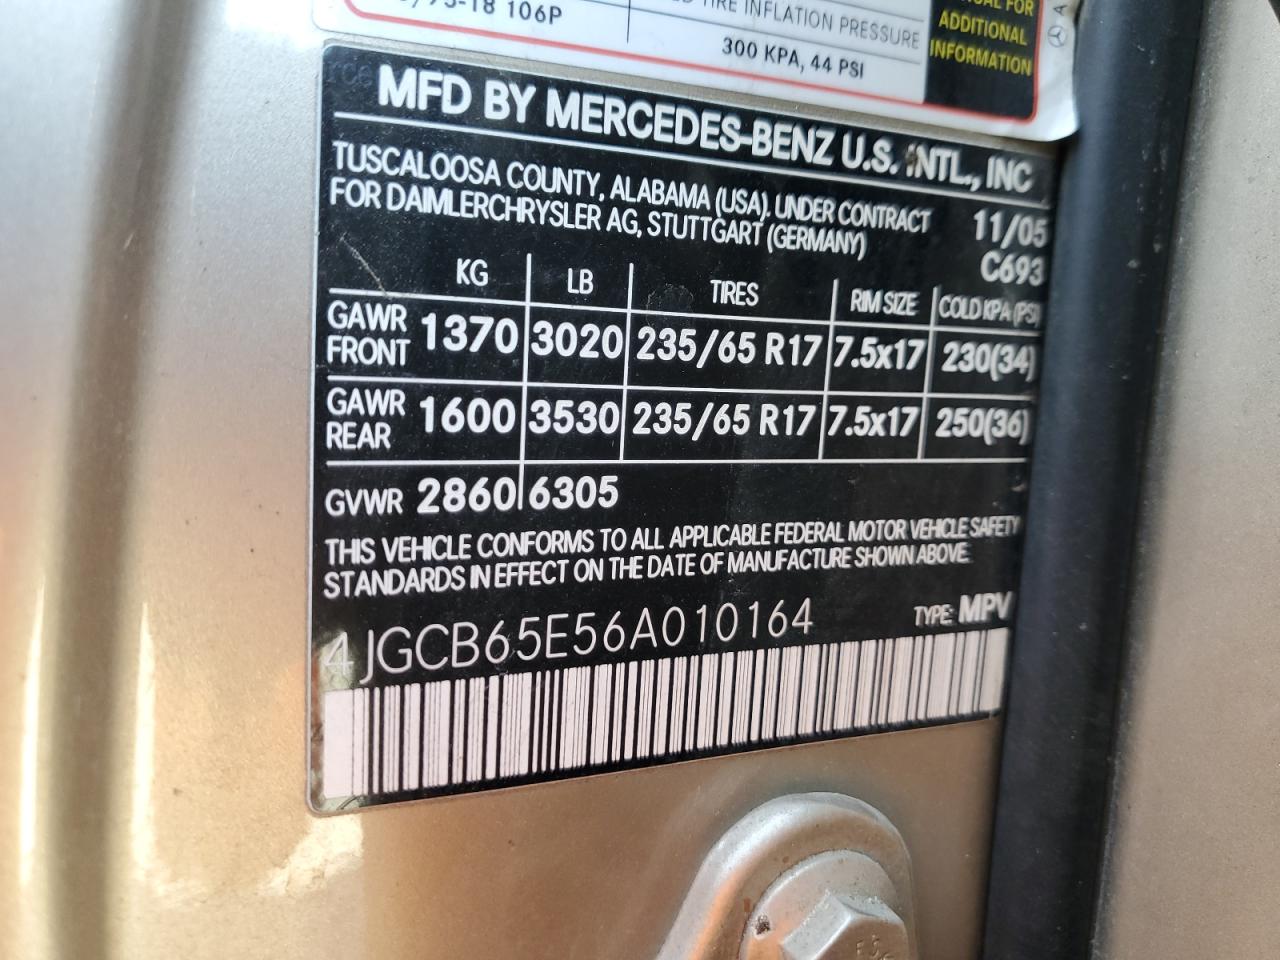 106P
TIRE INFLATION PRESSURE
300 KPA, 44 PSI
FOR
ADDITIONAL
INFORMATION
MFD BY MERCEDES-BENZ U.S. INTL., INC
TUSCALOOSA COUNTY, ALABAMA (USA). UNDER CONTRACT
FOR DAIMLERCHRYSLER AG, STUTTGART (GERMANY)
11/05
C693
KG LB TIRES RIM SIZE COLD KPA (PSI)
GAWR FRONT 1370 3020 235/65 R17 7.5x17 230(34)
GAWR REAR 1600 3530 235/65 R17 7.5x17 250(36)
GVWR 2860 6305
THIS VEHICLE CONFORMS TO ALL APPLICABLE FEDERAL MOTOR VEHICLE SAFETY
STANDARDS IN EFFECT ON THE DATE OF MANUFACTURE SHOWN ABOVE.
4JGCB65E56A010164 TYPE: MPV